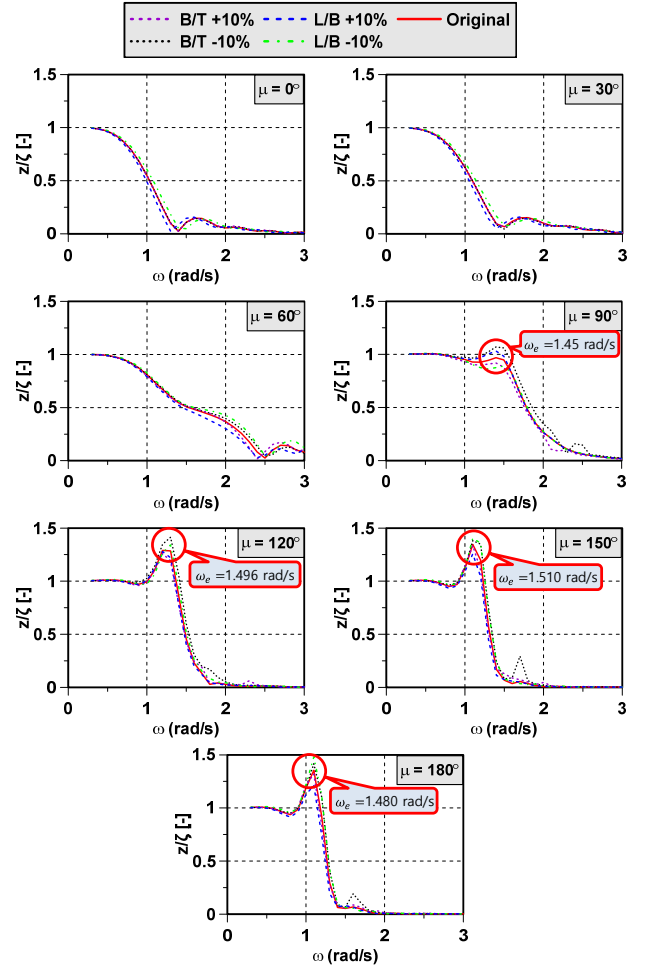 B/T +10% L/B +10% Original
B/T -10% L/B -10%
1.5
1
0.5
0
z/ζ [-]
μ = 0°
0 1 2 3
ω (rad/s)
1.5
1
0.5
0
z/ζ [-]
μ = 30°
0 1 2 3
ω (rad/s)
1.5
1
0.5
0
z/ζ [-]
μ = 60°
0 1 2 3
ω (rad/s)
1.5
1
0.5
0
z/ζ [-]
μ = 90°
ωe =1.45 rad/s
0 1 2 3
ω (rad/s)
1.5
1
0.5
0
z/ζ [-]
μ = 120°
ωe =1.496 rad/s
0 1 2 3
ω (rad/s)
1.5
1
0.5
0
z/ζ [-]
μ = 150°
ωe =1.510 rad/s
0 1 2 3
ω (rad/s)
1.5
1
0.5
0
z/ζ [-]
μ = 180°
ωe =1.480 rad/s
0 1 2 3
ω (rad/s)